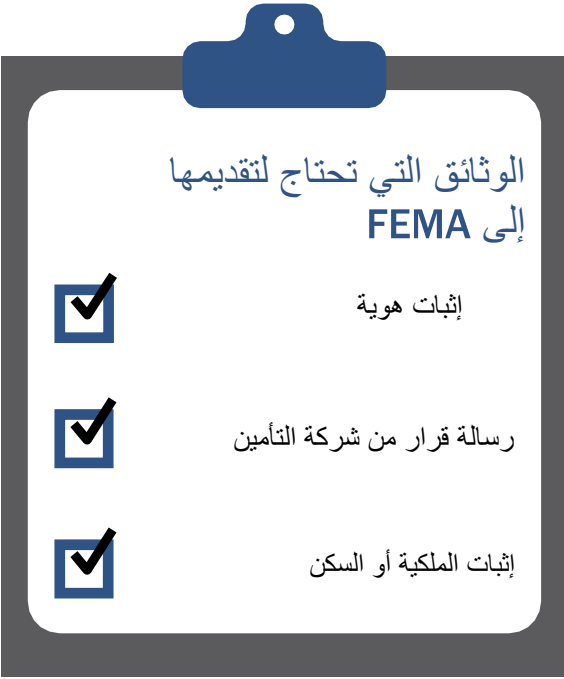 الوثائق التي تحتاج لتقديمها
إلى FEMA
إثبات هوية
رسالة قرار من شركة التأمين
إثبات الملكية أو السكن